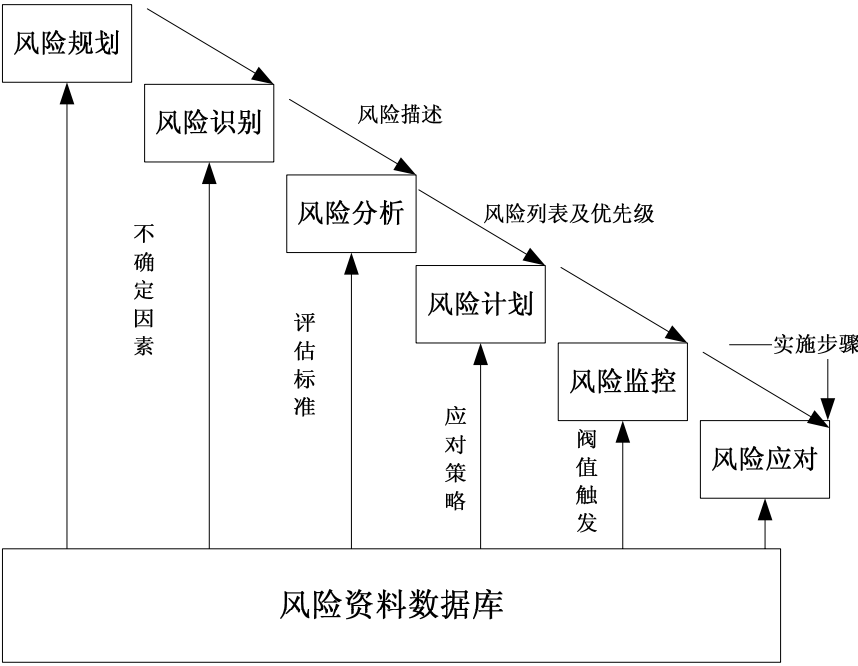 风险规划
风险识别
风险描述
风险分析
风险列表及优先级
不确定因素
风险计划
评估标准
实施步骤
风险监控
应对策略
阀值触发
风险应对
风险资料数据库